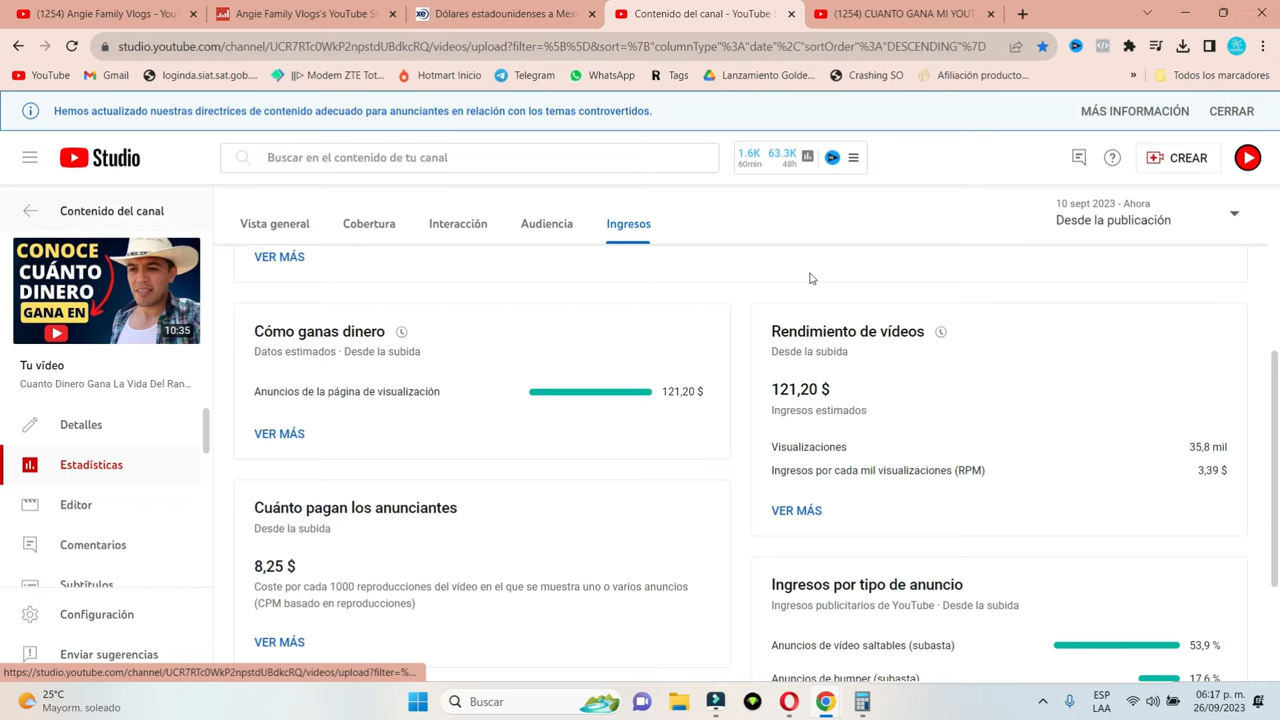 (1254) Angie Family Vlogs - YouT
Angie Family Vlogs's YouTube S
Dólares estadounidenses a Mexi
Contenido del canal - YouTube S
(1254) CUANTO GANA MI YOUT
studio.youtube.com/channel/UCR7RTc0WkP2npstdUBdkcRQ/videos/upload?filter=%5B%5D&sort=%7B"columnType"%3A"date"%2C"sortOrder"%3A"DESCENDING"%7D
YouTube
Gmail
loginda.siat.sat.gob....
||▷ Modem ZTE Tot...
Hotmart Inicio
Telegram
WhatsApp
Tags
Lanzamiento Golde...
Crashing SO
Afiliación producto...
»
Todos los marcadores
Hemos actualizado nuestras directrices de contenido adecuado para anunciantes en relación con los temas controvertidos.
MÁS INFORMACIÓN
CERRAR
Studio
Buscar en el contenido de tu canal
1.6K 63.3K
60min 48h
CREAR
Contenido del canal
Vista general
Cobertura
Interacción
Audiencia
Ingresos
10 sept 2023 - Ahora
Desde la publicación
CONOCE
CUÁNTO
DINERO
GANA EN
10:35
Tu vídeo
Cuanto Dinero Gana La Vida Del Ran...
Detalles
Estadísticas
Editor
Comentarios
Subtítulos
Configuración
Enviar sugerencias
VER MÁS
Cómo ganas dinero
Datos estimados · Desde la subida
Anuncios de la página de visualización 121,20 $
VER MÁS
Cuánto pagan los anunciantes
Desde la subida
8,25 $
Coste por cada 1000 reproducciones del vídeo en el que se muestra uno o varios anuncios
(CPM basado en reproducciones)
VER MÁS
Rendimiento de vídeos
Desde la subida
121,20 $
Ingresos estimados
Visualizaciones 35,8 mil
Ingresos por cada mil visualizaciones (RPM) 3,39 $
VER MÁS
Ingresos por tipo de anuncio
Ingresos publicitarios de YouTube · Desde la subida
Anuncios de vídeo saltables (subasta) 53,9 %
Anuncios de bumper (subasta) 17,6 %
https://studio.youtube.com/channel/UCR7RTc0WkP2npstdUBdkcRQ/videos/upload?filter=%...
25°C
Mayorm. soleado
Buscar
ESP
LAA
06:17 p. m.
26/09/2023